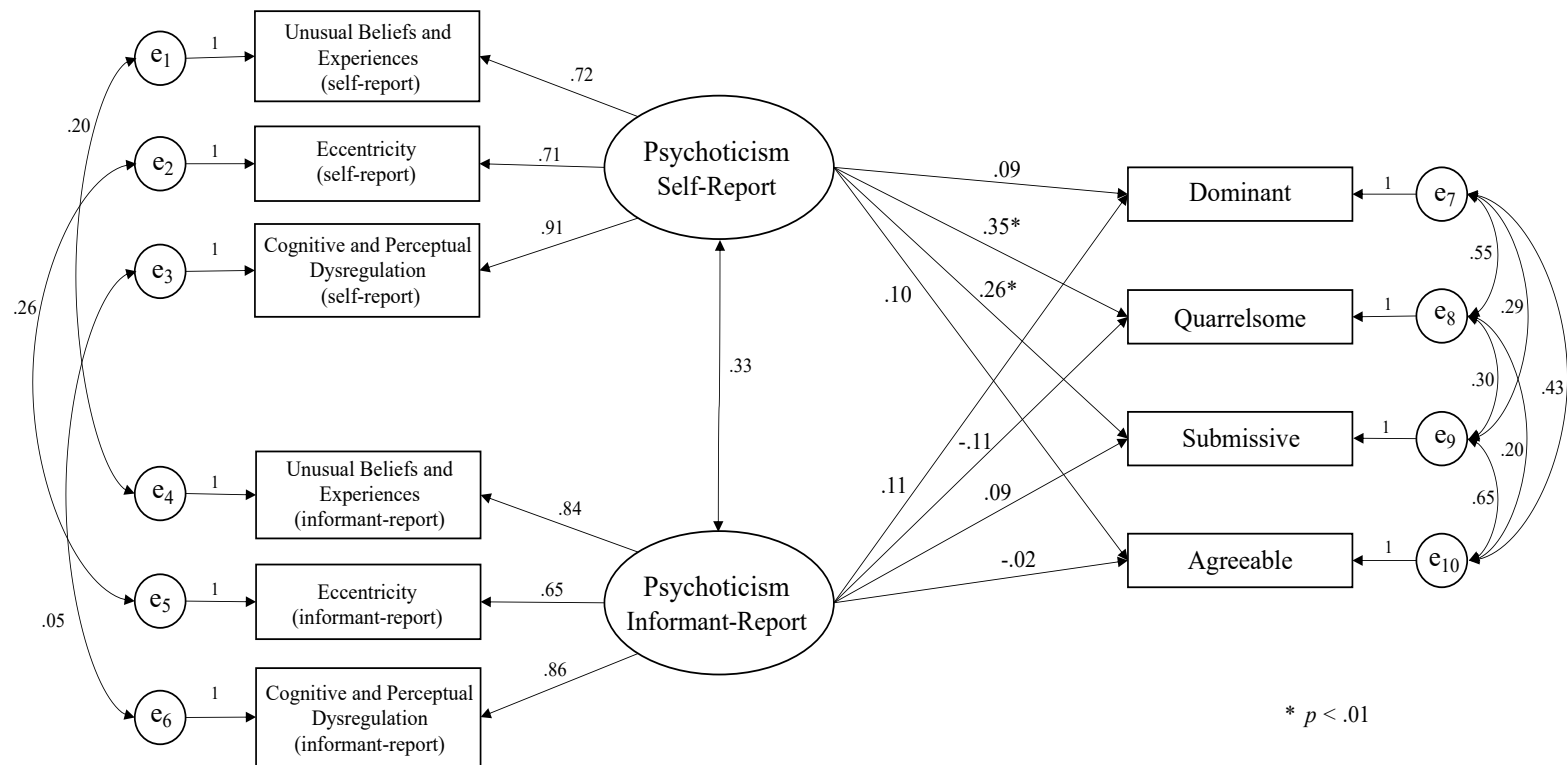 e1
1
Unusual Beliefs and
Experiences
(self-report)
.72
.20
e2
1
Eccentricity
(self-report)
.71
Psychoticism
Self-Report
.09
Dominant
1
e7
.91
Cognitive and Perceptual
Dysregulation
(self-report)
e3
1
.35*
.55
.26
.10
.26*
Quarrelsome
1
e8
.29
.33
.30
.43
-.11
Submissive
1
e9
.20
e4
1
Unusual Beliefs and
Experiences
(informant-report)
.84
.11
.09
.65
Agreeable
1
e10
-.02
e5
1
Eccentricity
(informant-report)
.65
Psychoticism
Informant-Report
.05
.86
e6
1
Cognitive and Perceptual
Dysregulation
(informant-report)
* p < .01